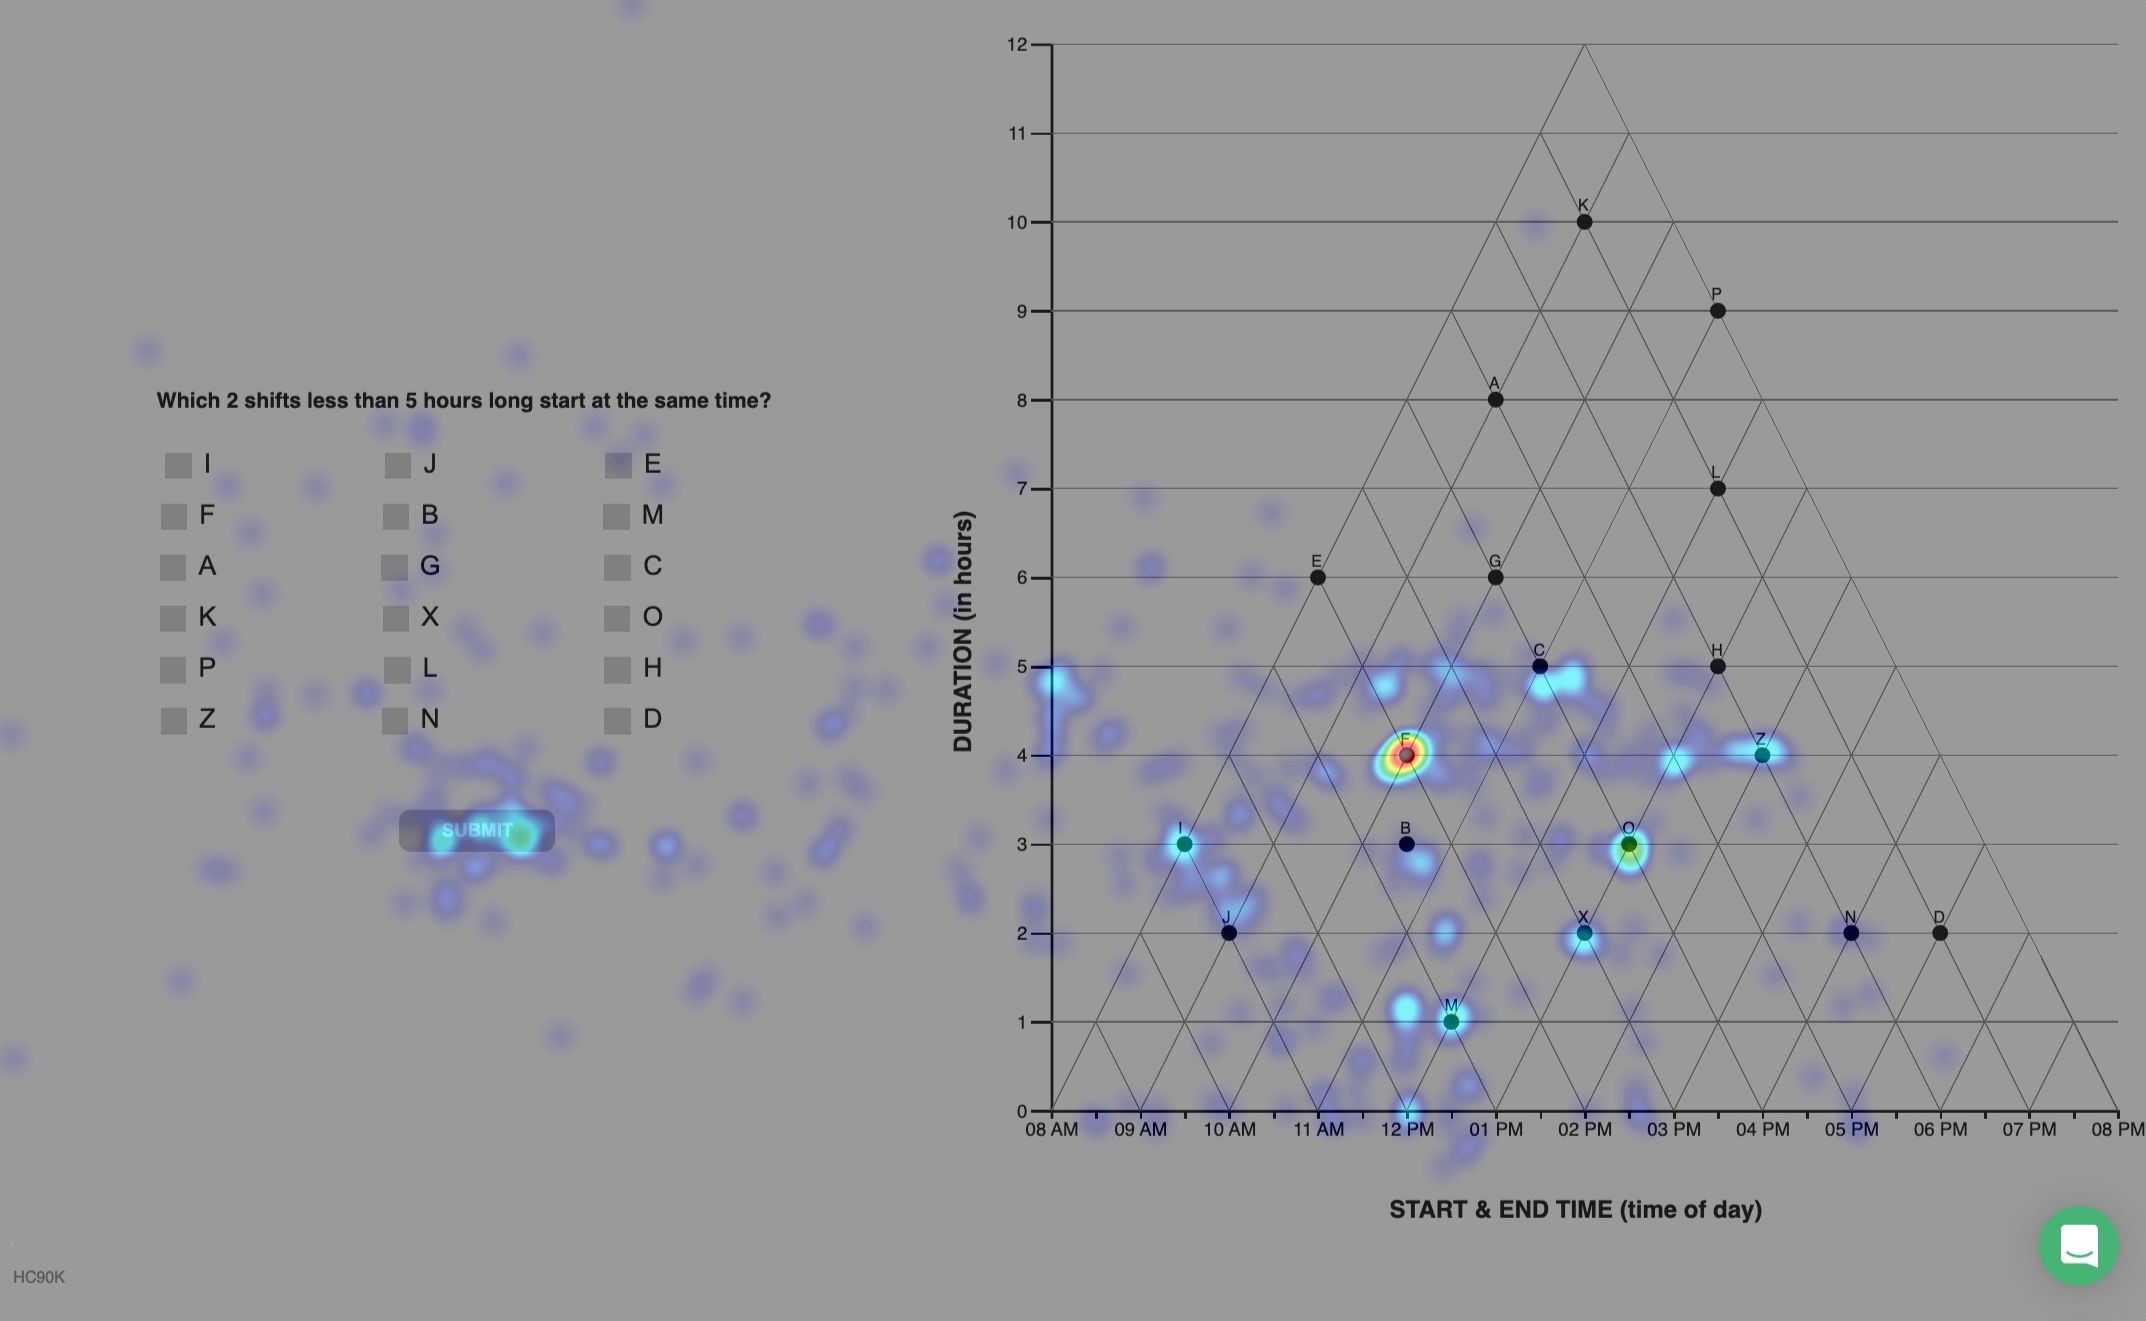 Which 2 shifts less than 5 hours long start at the same time?
I J E
F B M
A G C
K X O
P L H
Z N D
SUBMIT
DURATION (in hours)
12
11
10
9
8
7
6
5
4
3
2
1
0
K
P
A
L
E G
C H
F Z
I B O
J X N D
M
08 AM 09 AM 10 AM 11 AM 12 PM 01 PM 02 PM 03 PM 04 PM 05 PM 06 PM 07 PM 08 PM
START & END TIME (time of day)
HC90K